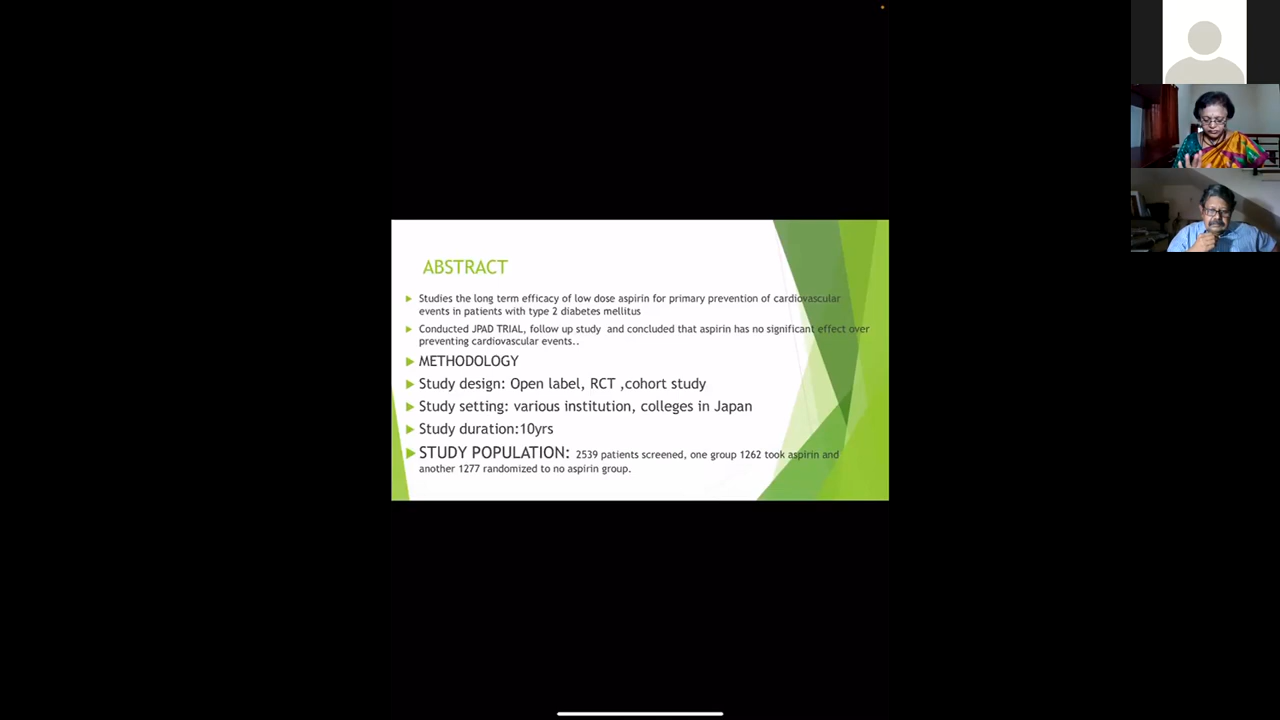 ABSTRACT
Studies the long term efficacy of low dose aspirin for primary prevention of cardiovascular
events in patients with type 2 diabetes mellitus
Conducted JPAD TRIAL, follow up study and concluded that aspirin has no significant effect over
preventing cardiovascular events..
METHODOLOGY
Study design: Open label, RCT ,cohort study
Study setting: various institution, colleges in Japan
Study duration:10yrs
STUDY POPULATION: 2539 patients screened, one group 1262 took aspirin and
another 1277 randomized to no aspirin group.